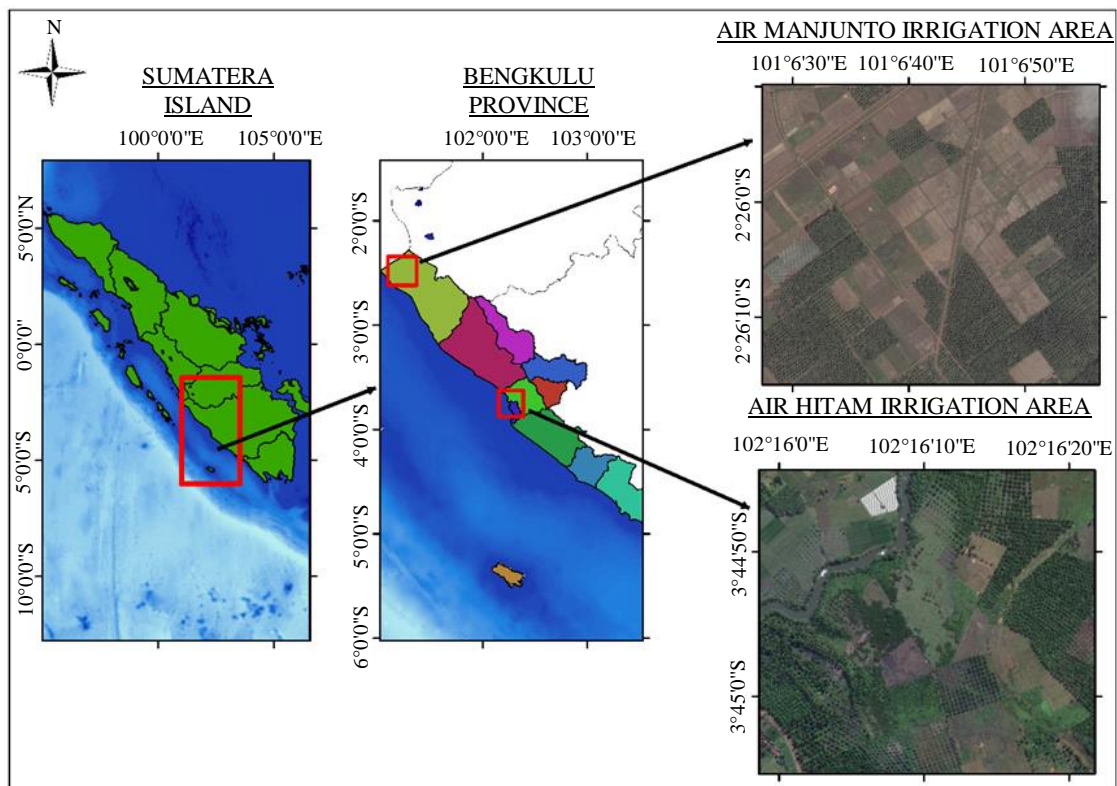 N
SUMATERA
ISLAND
100°0'0"E 105°0'0"E
5°0'0"N
0°0'0"
5°0'0"S
10°0'0"S
BENGKULU
PROVINCE
102°0'0"E 103°0'0"E
2°0'0"S
3°0'0"S
4°0'0"S
5°0'0"S
6°0'0"S
AIR MANJUNTO IRRIGATION AREA
101°6'30"E 101°6'40"E 101°6'50"E
2°26'0"S
2°26'10"S
AIR HITAM IRRIGATION AREA
102°16'0"E 102°16'10"E 102°16'20"E
3°44'50"S
3°45'0"S